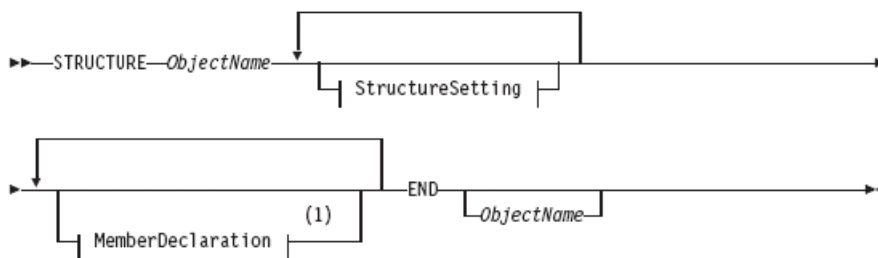 STRUCTURE ObjectName
StructureSetting
END
(1) ObjectName
MemberDeclaration